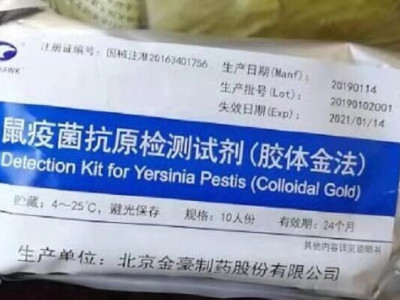 HAWK
注册证编号：国械注准20163401756
生产日期(Manf)： 20190114
生产批号(Lot)： 20190102001
失效日期(Exp)： 2021/01/14
鼠疫菌抗原检测试剂(胶体金法)
Detection Kit for Yersinia Pestis (Colloidal Gold)
贮藏：4～25℃，避光保存 规格：10人份 有效期：24个月
其他内容详见说明书
生产单位：北京金豪制药股份有限公司